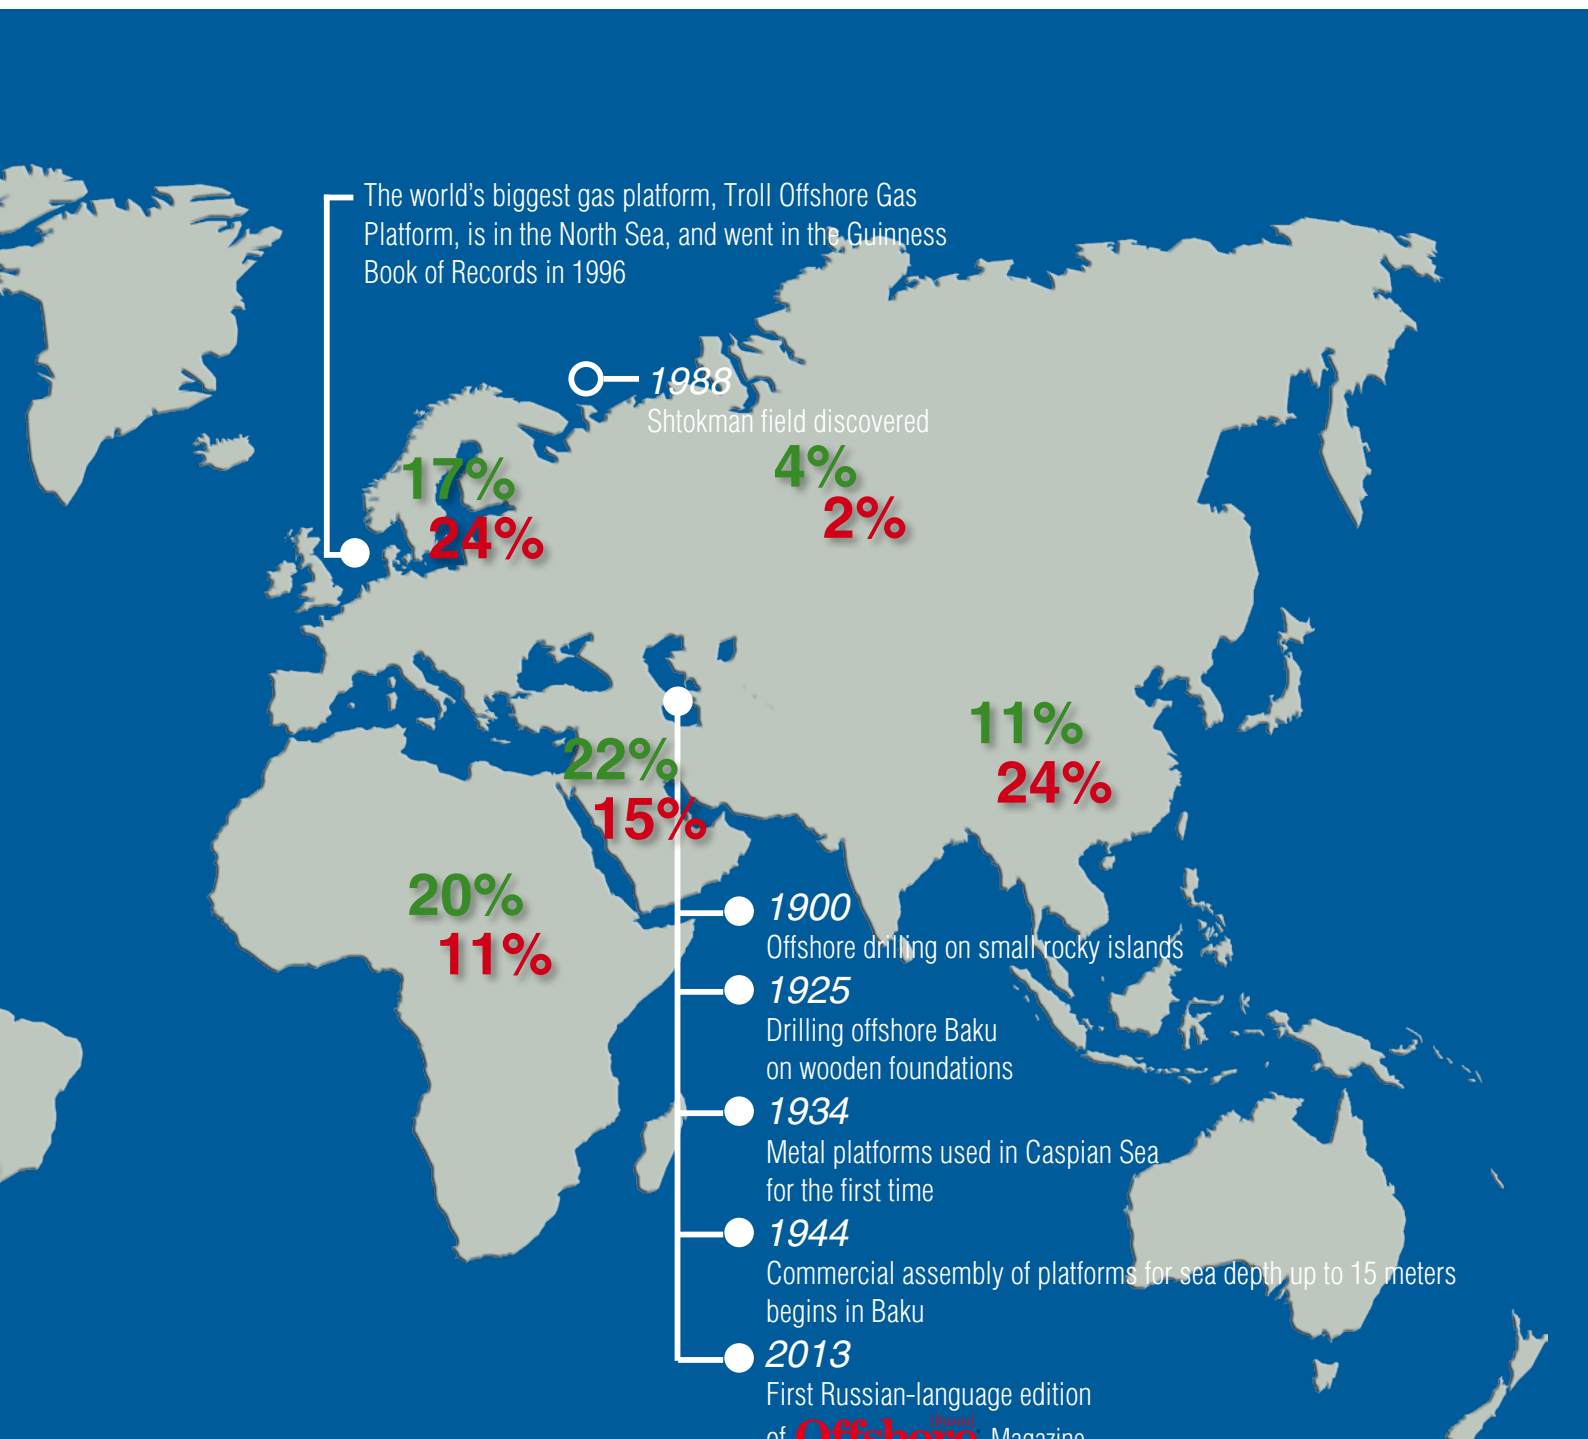 The world's biggest gas platform, Troll Offshore Gas
Platform, is in the North Sea, and went in the Guinness
Book of Records in 1996
1988
Shtokman field discovered
17%
24%
4%
2%
11%
24%
22%
15%
20%
11%
1900
Offshore drilling on small rocky islands
1925
Drilling offshore Baku
on wooden foundations
1934
Metal platforms used in Caspian Sea
for the first time
1944
Commercial assembly of platforms for sea depth up to 15 meters
begins in Baku
2013
First Russian-language edition
of Offshore [Russia] Magazine